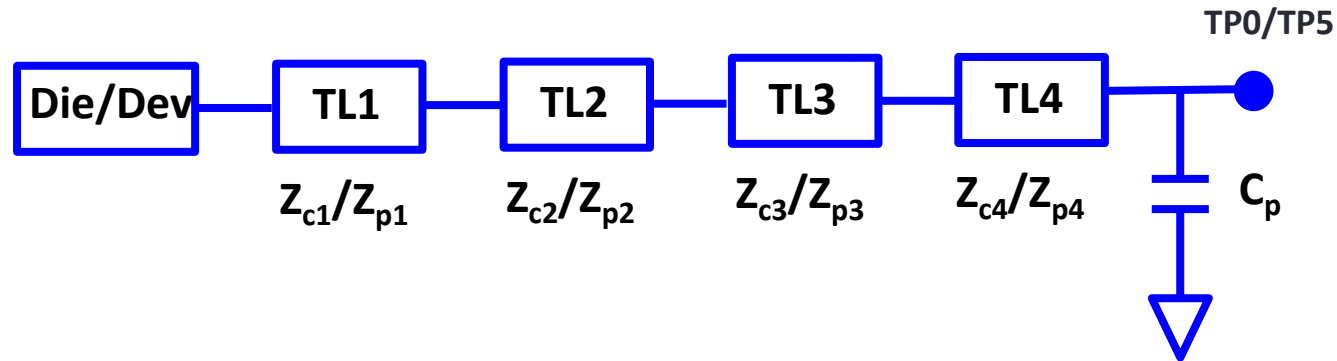 TP0/TP5
Die/Dev TL1 TL2 TL3 TL4
Zc1/Zp1 Zc2/Zp2 Zc3/Zp3 Zc4/Zp4 Cp